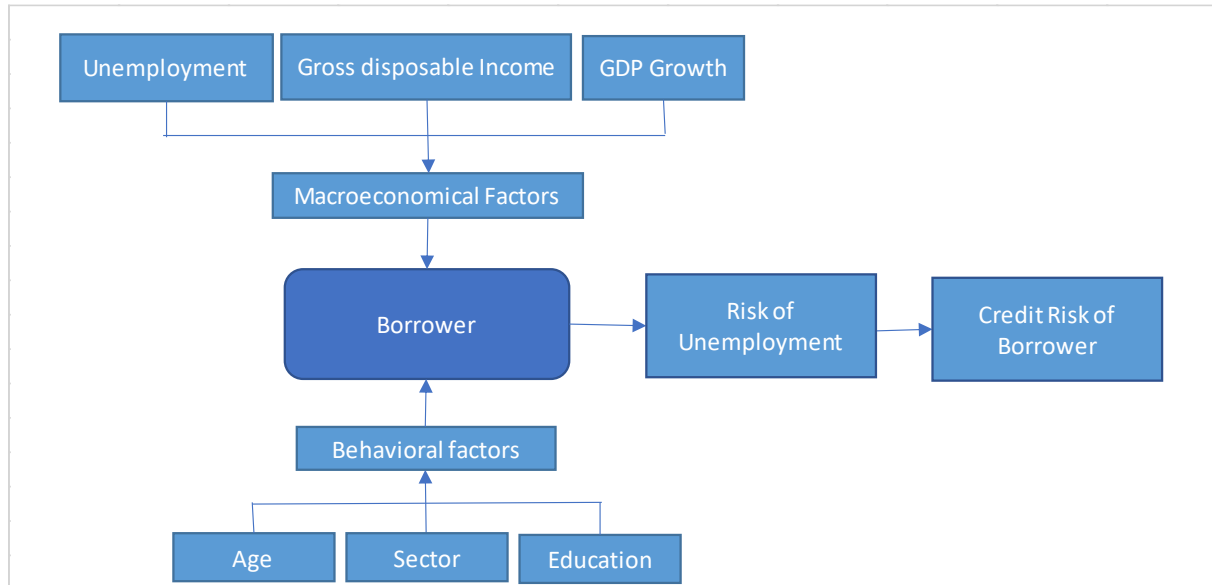 Unemployment
Gross disposable Income
GDP Growth
Macroeconomical Factors
Borrower
Risk of
Unemployment
Credit Risk of
Borrower
Behavioral factors
Age
Sector
Education